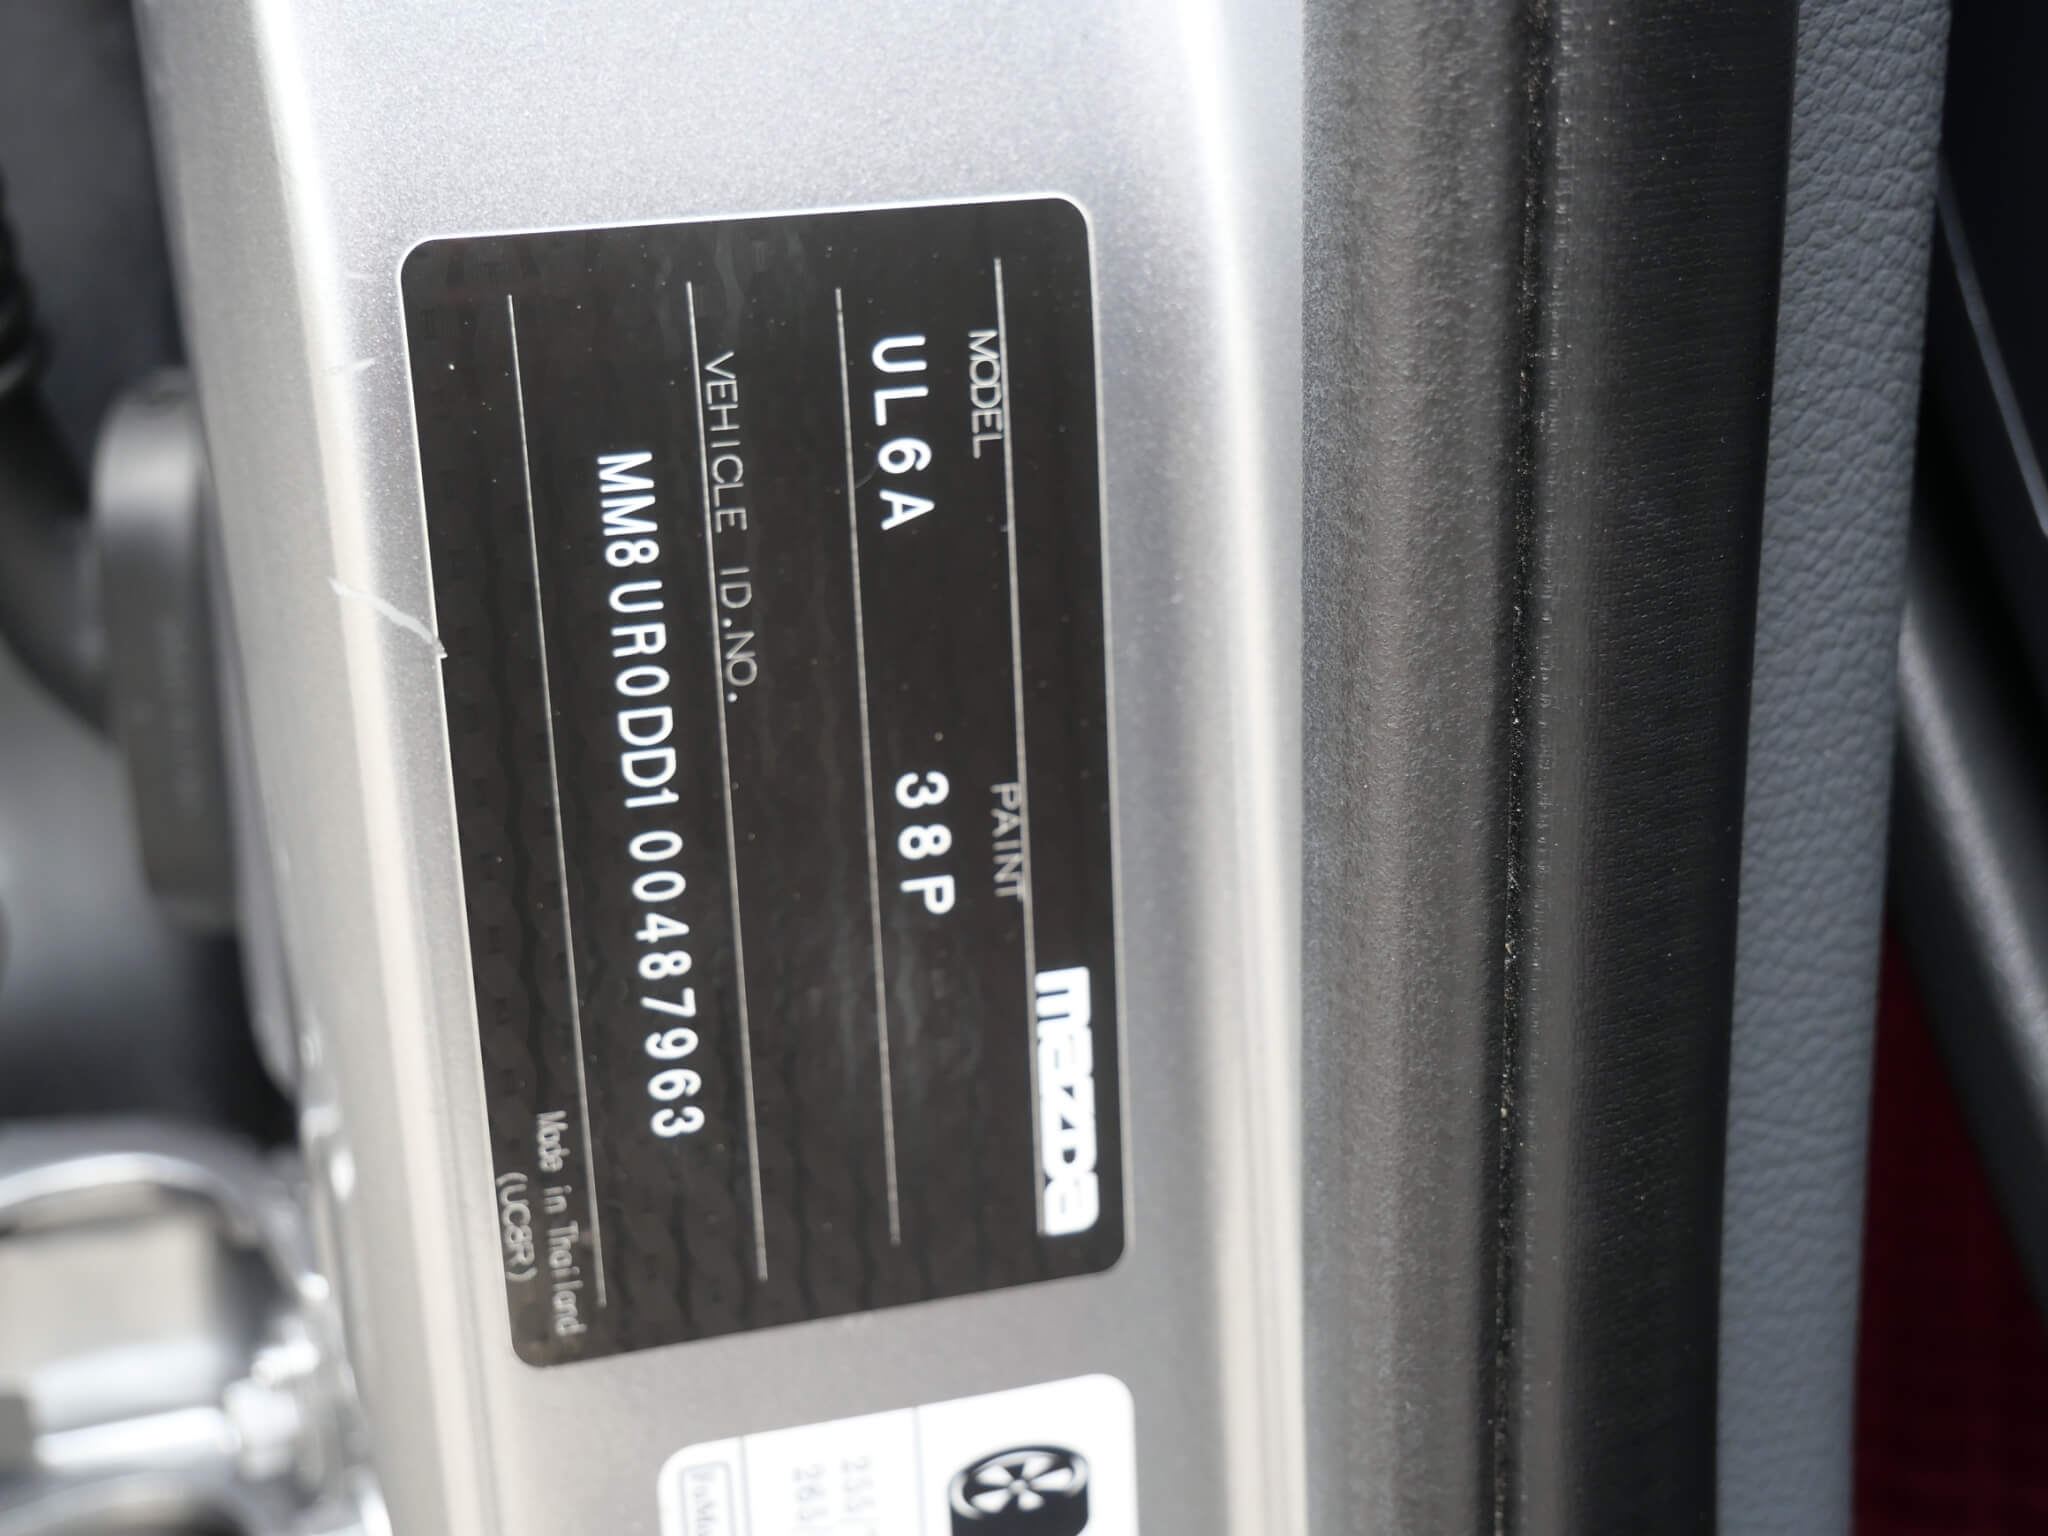 mazda
MODEL PAINT
UL6A 38P
VEHICLE ID.NO.
MM8UR0DD100487963
Made in Thailand
(UC8R)